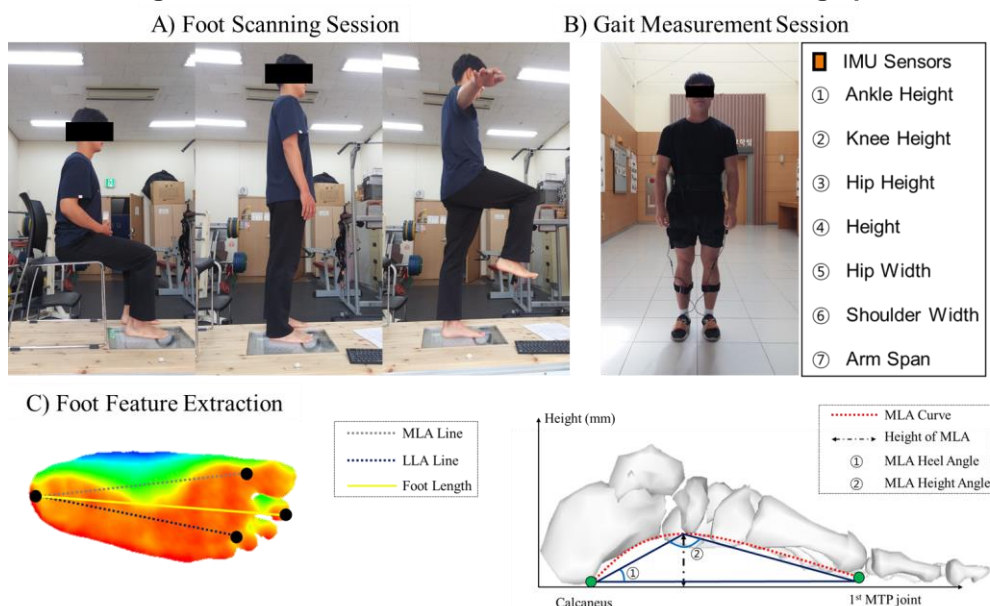 A) Foot Scanning Session
B) Gait Measurement Session
IMU Sensors
① Ankle Height
② Knee Height
③ Hip Height
④ Height
⑤ Hip Width
⑥ Shoulder Width
⑦ Arm Span
C) Foot Feature Extraction
MLA Line
LLA Line
Foot Length
Height (mm)
MLA Curve
Height of MLA
① MLA Heel Angle
② MLA Height Angle
①
②
Calcaneus
1st MTP joint